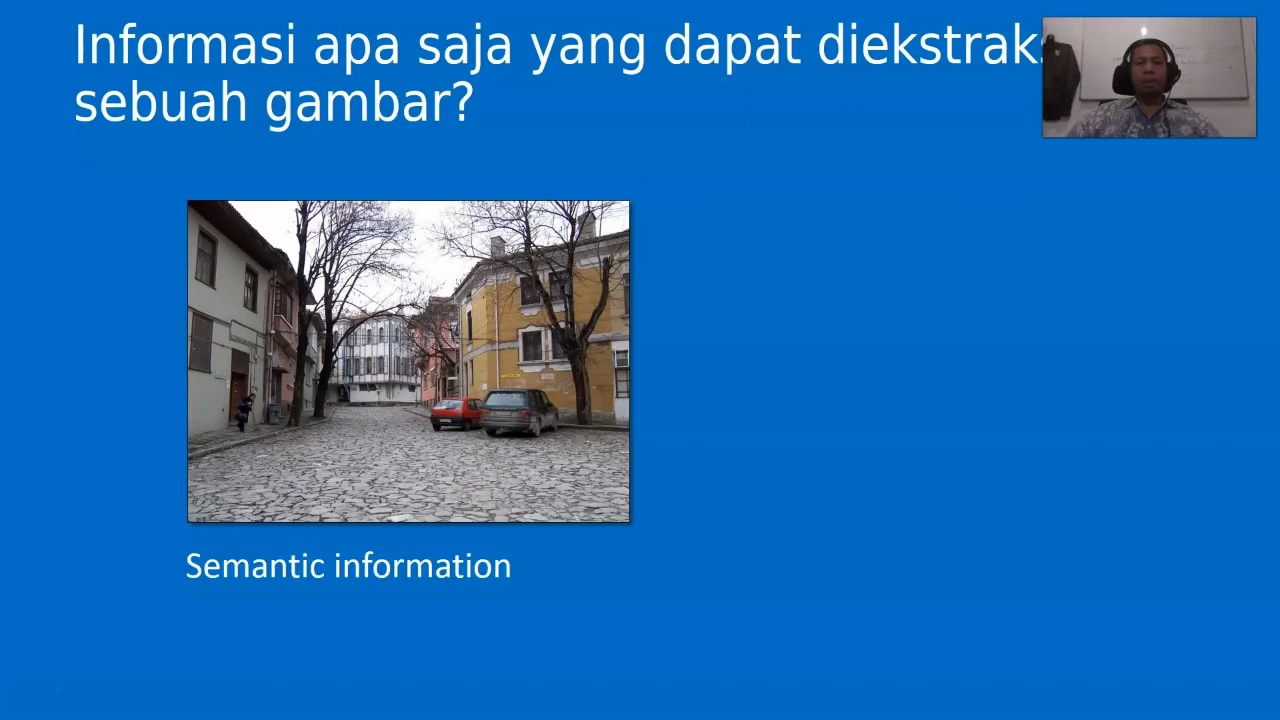 Informasi apa saja yang dapat diekstrak
sebuah gambar?
Semantic information